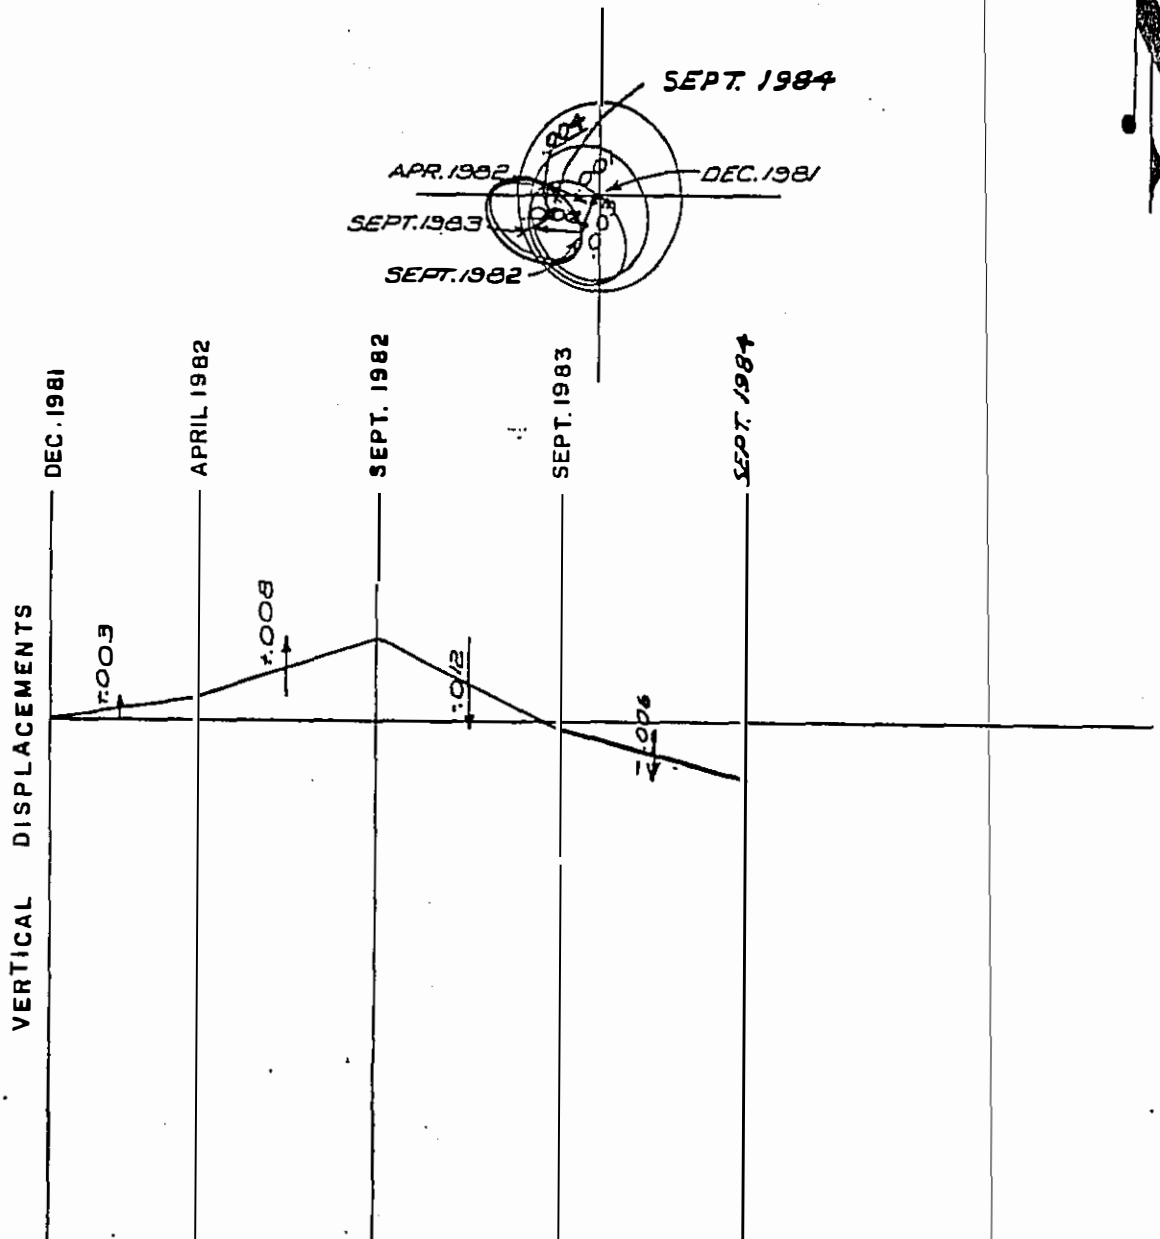 SEPT. 1984
.004
APR. 1982
DEC. 1981
SEPT. 1983
SEPT. 1982
DEC. 1981
APRIL 1982
SEPT. 1982
SEPT. 1983
SEPT. 1984
VERTICAL DISPLACEMENTS
+.003
+.008
-.012
-.006